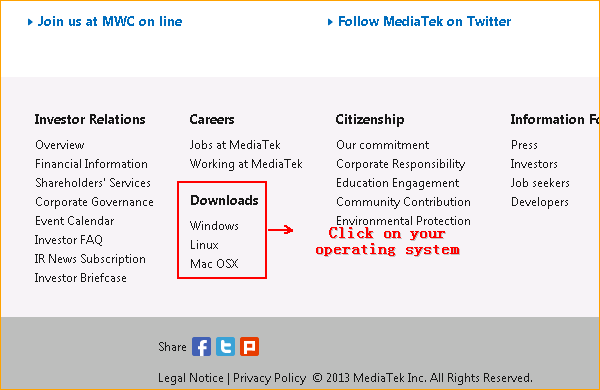 Join us at MWC on line
Follow MediaTek on Twitter
Investor Relations
Overview
Financial Information
Shareholders' Services
Corporate Governance
Event Calendar
Investor FAQ
IR News Subscription
Investor Briefcase
Careers
Jobs at MediaTek
Working at MediaTek
Downloads
Windows
Linux
Mac OSX
Citizenship
Our commitment
Corporate Responsibility
Education Engagement
Community Contribution
Environmental Protection
Click on your
operating system
Information Fo
Press
Investors
Job seekers
Developers
Share
Legal Notice | Privacy Policy © 2013 MediaTek Inc. All Rights Reserved.